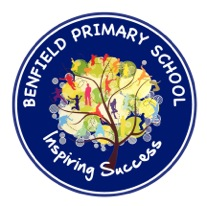 BENFIELD PRIMARY SCHOOL
Inspiring Success